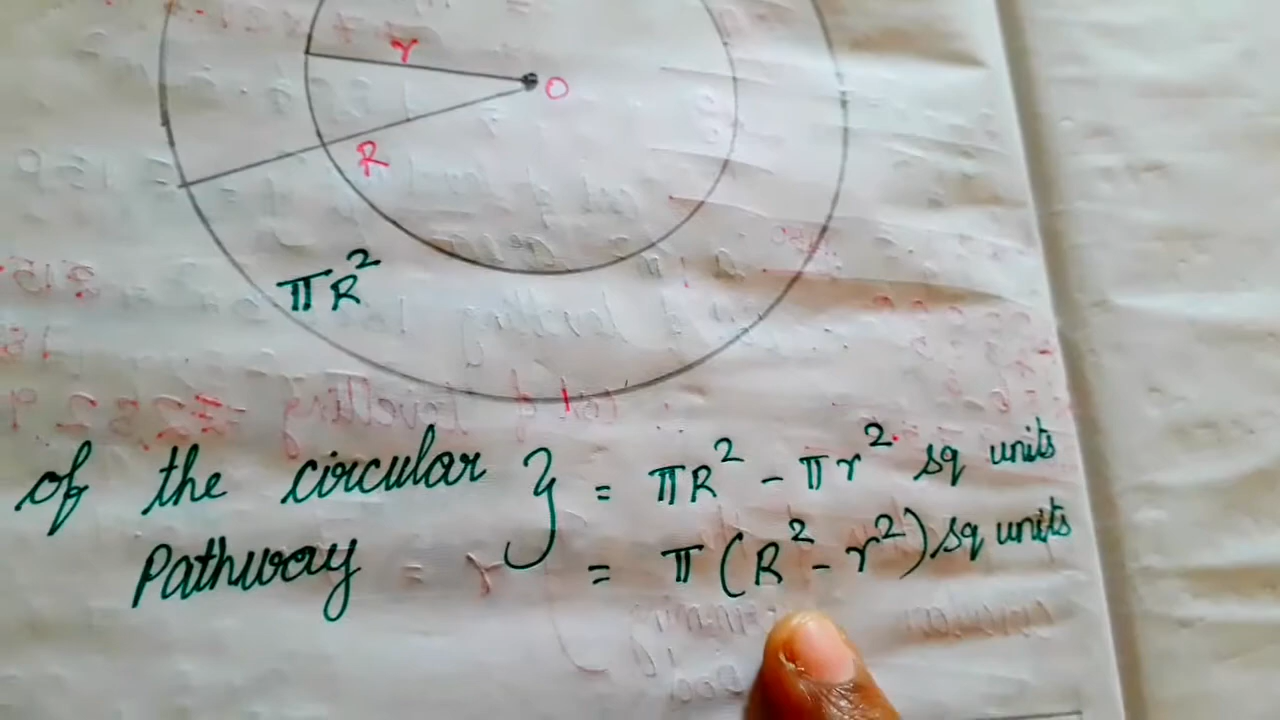 r
O
R
πR²
of the circular } = πR² - πr² sq units
Pathway = π(R² - r²) sq units